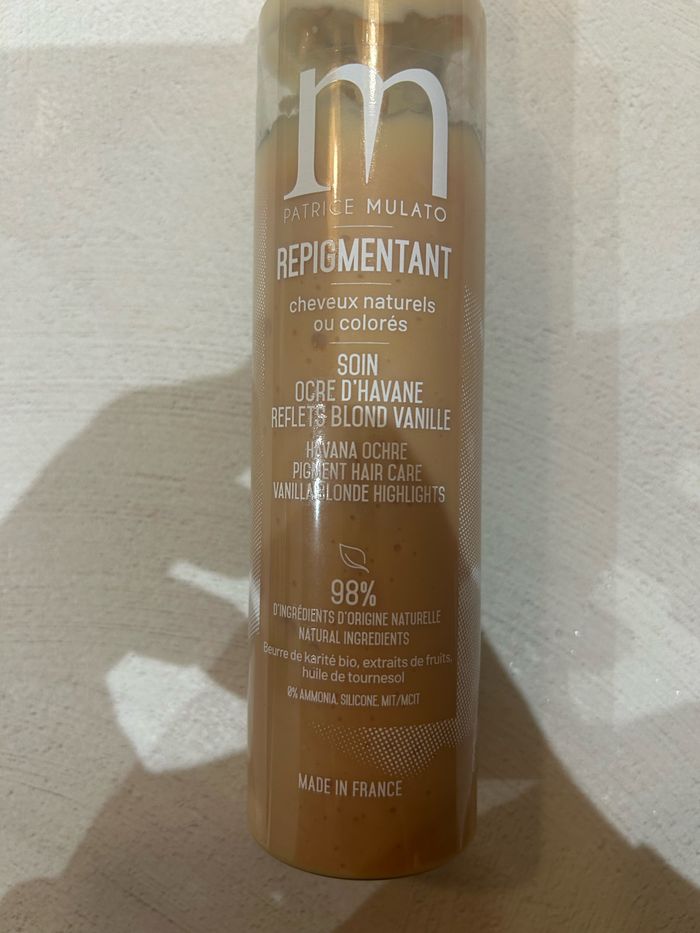 m
PATRICE MULATO
REPIGMENTANT
cheveux naturels
ou colorés
SOIN
OCRE D'HAVANE
REFLETS BLOND VANILLE
HAVANA OCHRE
PIGMENT HAIR CARE
VANILLA BLONDE HIGHLIGHTS
98%
D'INGRÉDIENTS D'ORIGINE NATURELLE
NATURAL INGREDIENTS
Beurre de karité bio, extraits de fruits,
huile de tournesol
0% AMMONIA, SILICONE, MIT/MCIT
MADE IN FRANCE